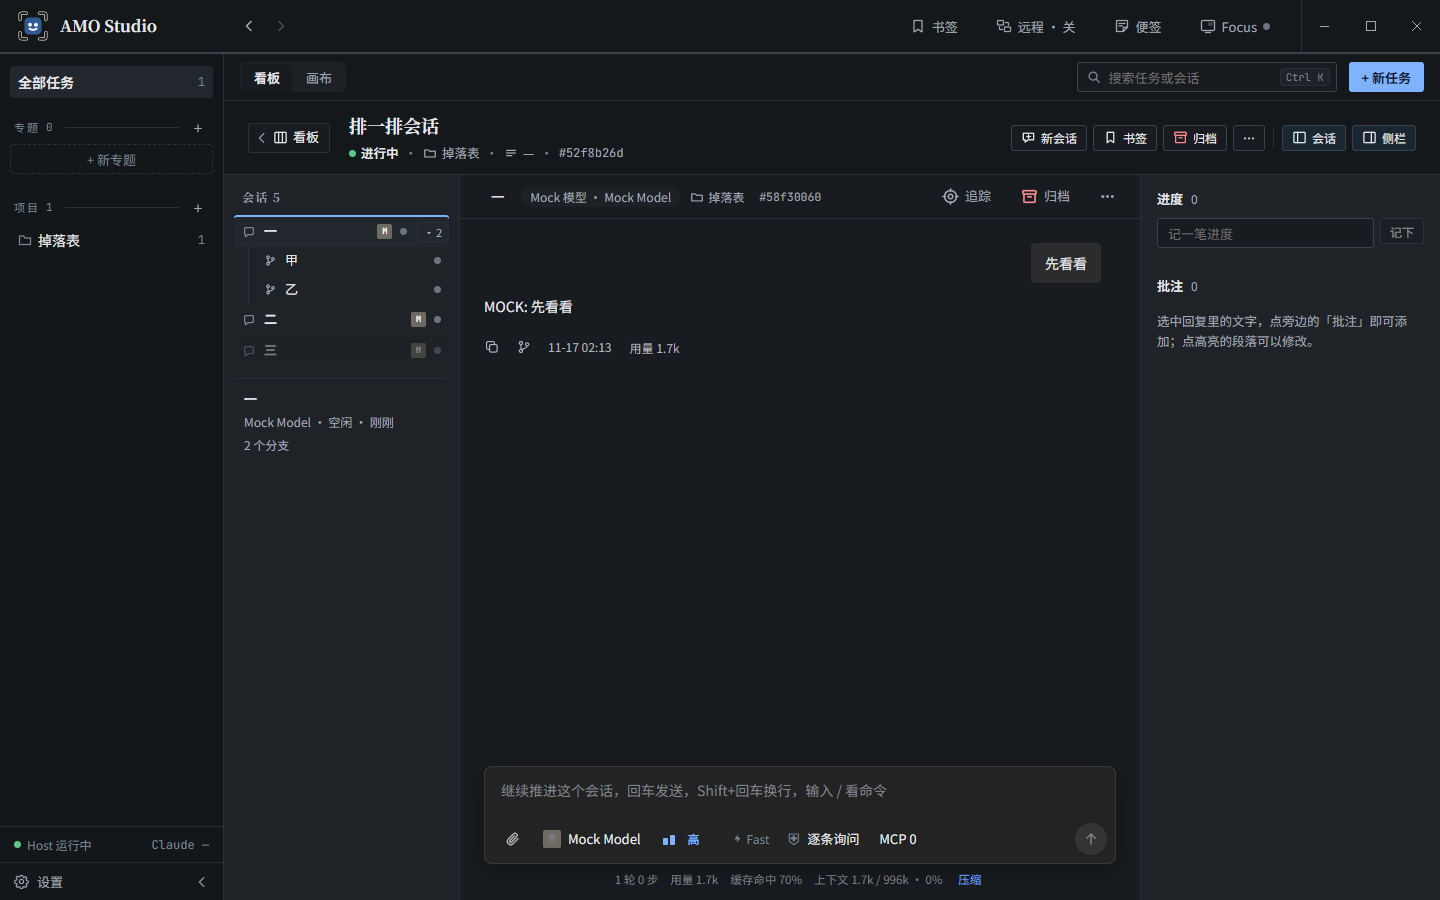 AMO Studio
书签
远程 · 关
便签
Focus
全部任务 1
专题 0 +
+ 新专题
项目 1 +
掉落表 1
看板
画布
搜索任务或会话 Ctrl K
+ 新任务
看板
排一排会话
进行中 · 掉落表 · — · #52f8b26d
新会话
书签
归档
···
会话
侧栏
会话 5
一 M 2
甲
乙
二 M
三 M
一
Mock Model · 空闲 · 刚刚
2 个分支
一
Mock 模型 · Mock Model
掉落表
#58f30060
追踪
归档
···
先看看
MOCK: 先看看
11-17 02:13 用量 1.7k
继续推进这个会话，回车发送，Shift+回车换行，输入 / 看命令
M Mock Model 高 Fast 逐条询问 MCP 0
1 轮 0 步 用量 1.7k 缓存命中 70% 上下文 1.7k / 996k · 0% 压缩
进度 0
记一笔进度 记下
批注 0
选中回复里的文字，点旁边的「批注」即可添
加；点高亮的段落可以修改。
Host 运行中 Claude —
设置